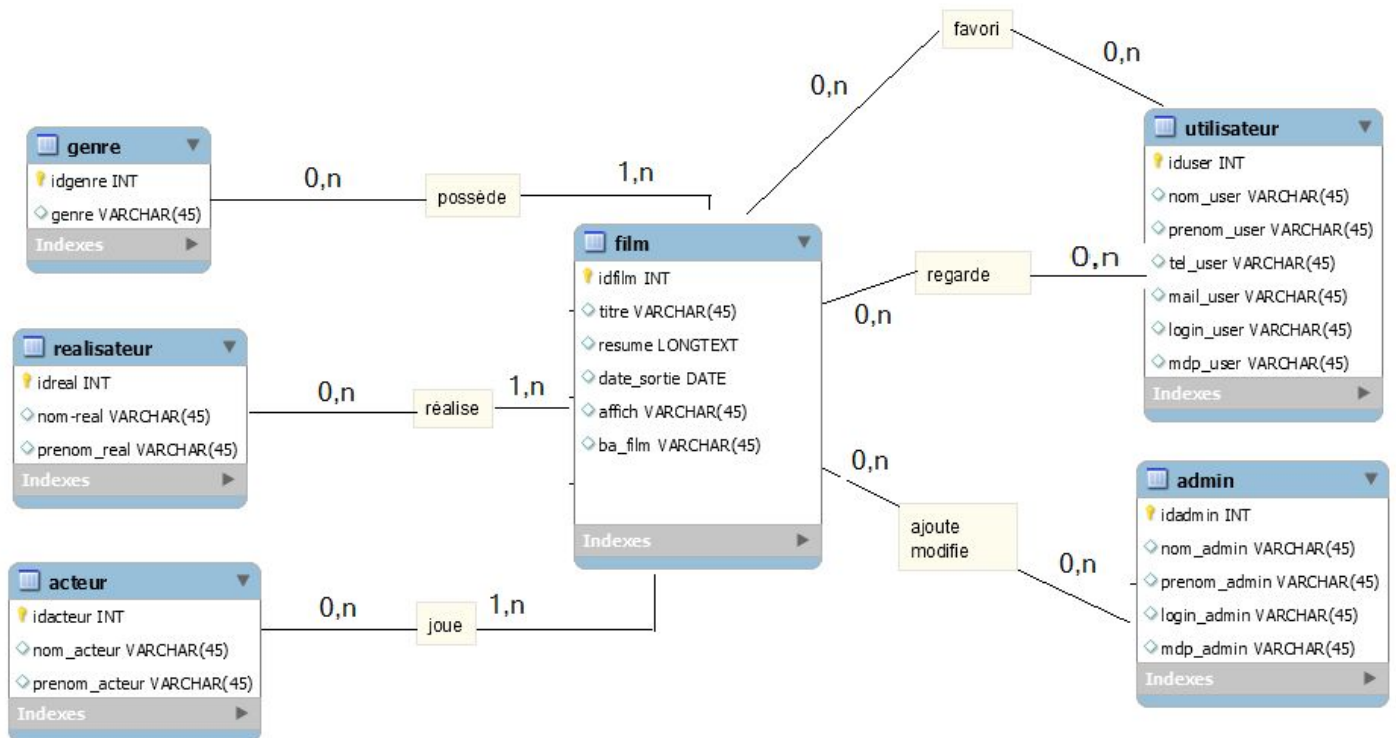 favori
0,n
0,n
genre
idgenre INT
genre VARCHAR(45)
Indexes
0,n
possède
1,n
utilisateur
iduser INT
nom_user VARCHAR(45)
prenom_user VARCHAR(45)
tel_user VARCHAR(45)
mail_user VARCHAR(45)
login_user VARCHAR(45)
mdp_user VARCHAR(45)
Indexes
film
idfilm INT
titre VARCHAR(45)
resume LONGTEXT
date_sortie DATE
affich VARCHAR(45)
ba_film VARCHAR(45)
Indexes
0,n
regarde
0,n
realisateur
idreal INT
nom-real VARCHAR(45)
prenom_real VARCHAR(45)
Indexes
0,n
réalise
1,n
0,n
ajoute
modifie
0,n
admin
idadmin INT
nom_admin VARCHAR(45)
prenom_admin VARCHAR(45)
login_admin VARCHAR(45)
mdp_admin VARCHAR(45)
Indexes
acteur
idacteur INT
nom_acteur VARCHAR(45)
prenom_acteur VARCHAR(45)
Indexes
0,n
joue
1,n